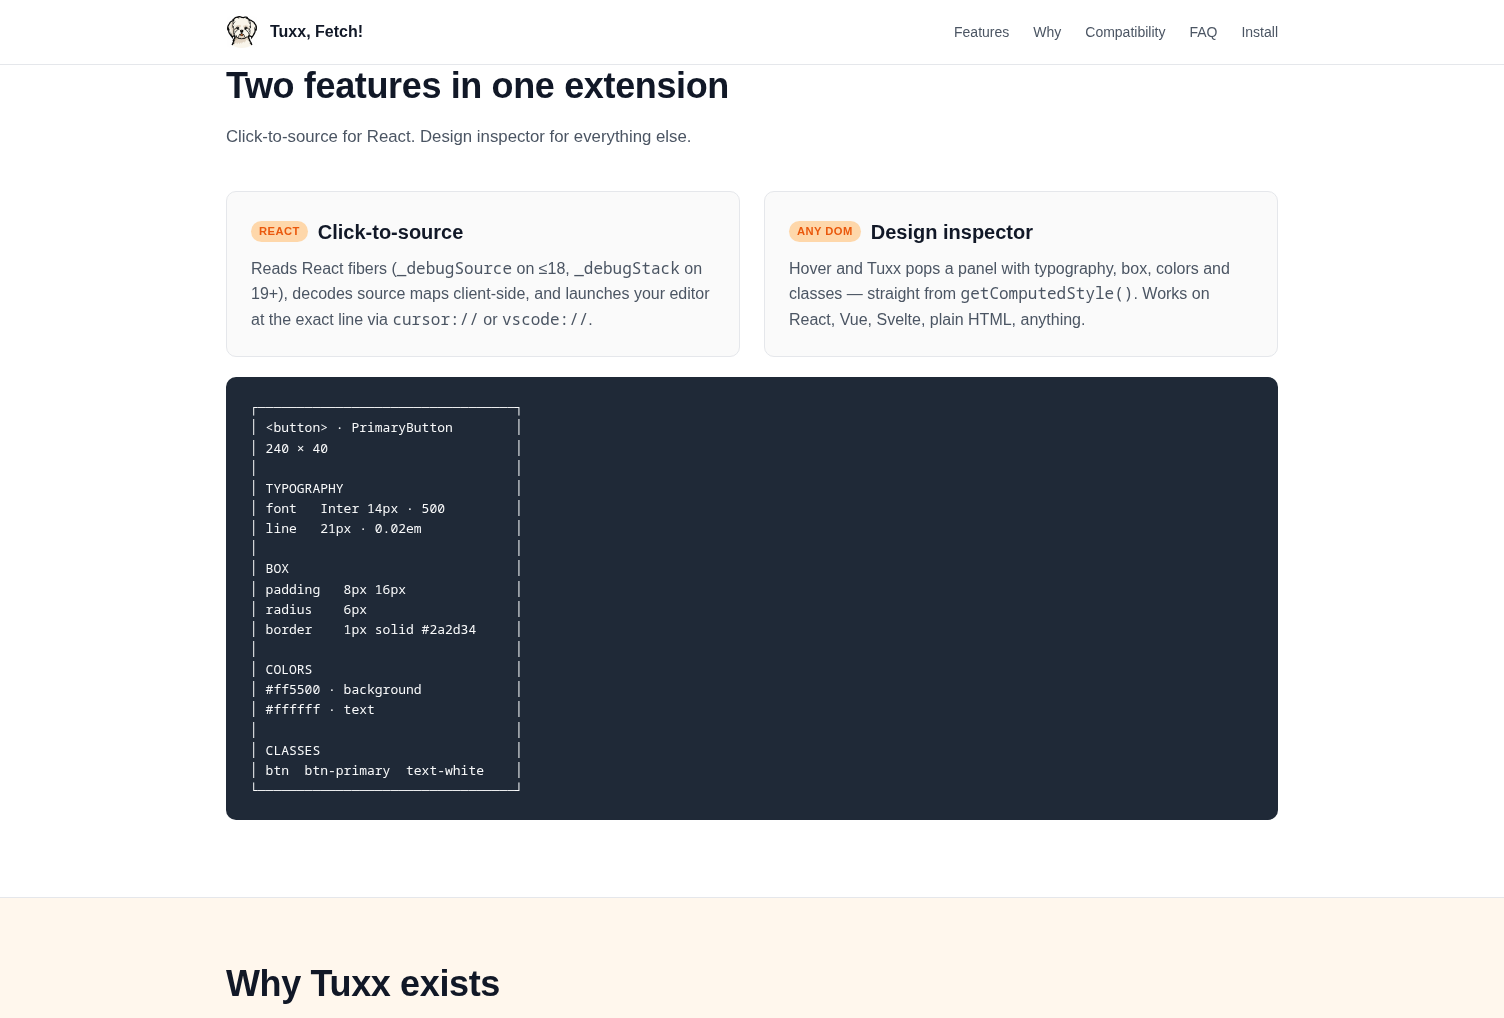 Tuxx, Fetch!
Features Why Compatibility FAQ Install
Two features in one extension
Click-to-source for React. Design inspector for everything else.
REACT Click-to-source
Reads React fibers (_debugSource on ≤18, _debugStack on
19+), decodes source maps client-side, and launches your editor
at the exact line via cursor:// or vscode://.
ANY DOM Design inspector
Hover and Tuxx pops a panel with typography, box, colors and
classes — straight from getComputedStyle(). Works on
React, Vue, Svelte, plain HTML, anything.
<button> · PrimaryButton
240 × 40
TYPOGRAPHY
font Inter 14px · 500
line 21px · 0.02em
BOX
padding 8px 16px
radius 6px
border 1px solid #2a2d34
COLORS
#ff5500 · background
#ffffff · text
CLASSES
btn btn-primary text-white
Why Tuxx exists